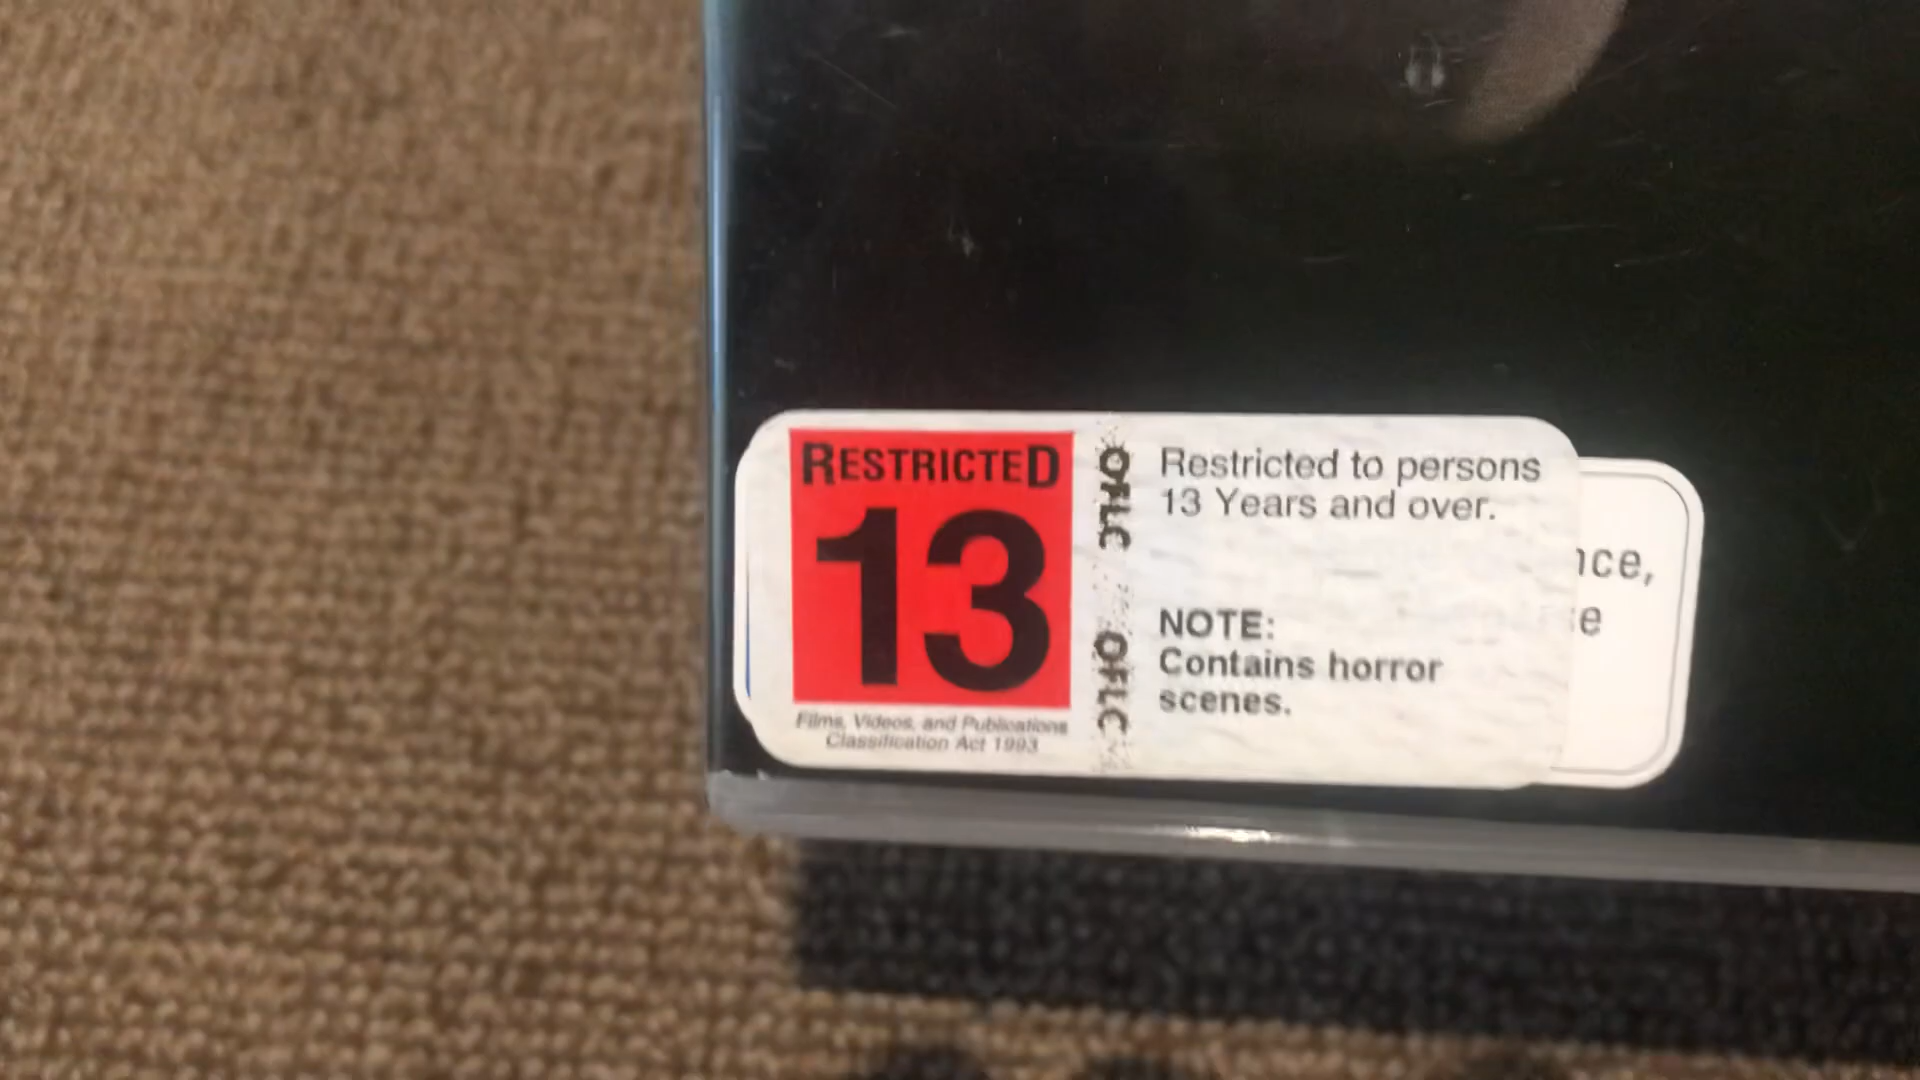 RESTRICTED
13
Films, Videos, and Publications
Classification Act 1993
OFLC OFLC
Restricted to persons
13 Years and over.
NOTE:
Contains horror
scenes.